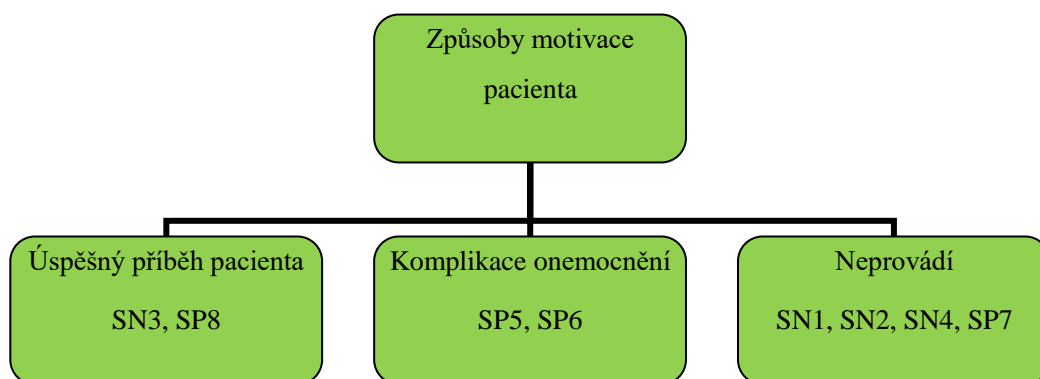 Způsoby motivace
pacienta
Úspěšný příběh pacienta
SN3, SP8
Komplikace onemocnění
SP5, SP6
Neprovádí
SN1, SN2, SN4, SP7